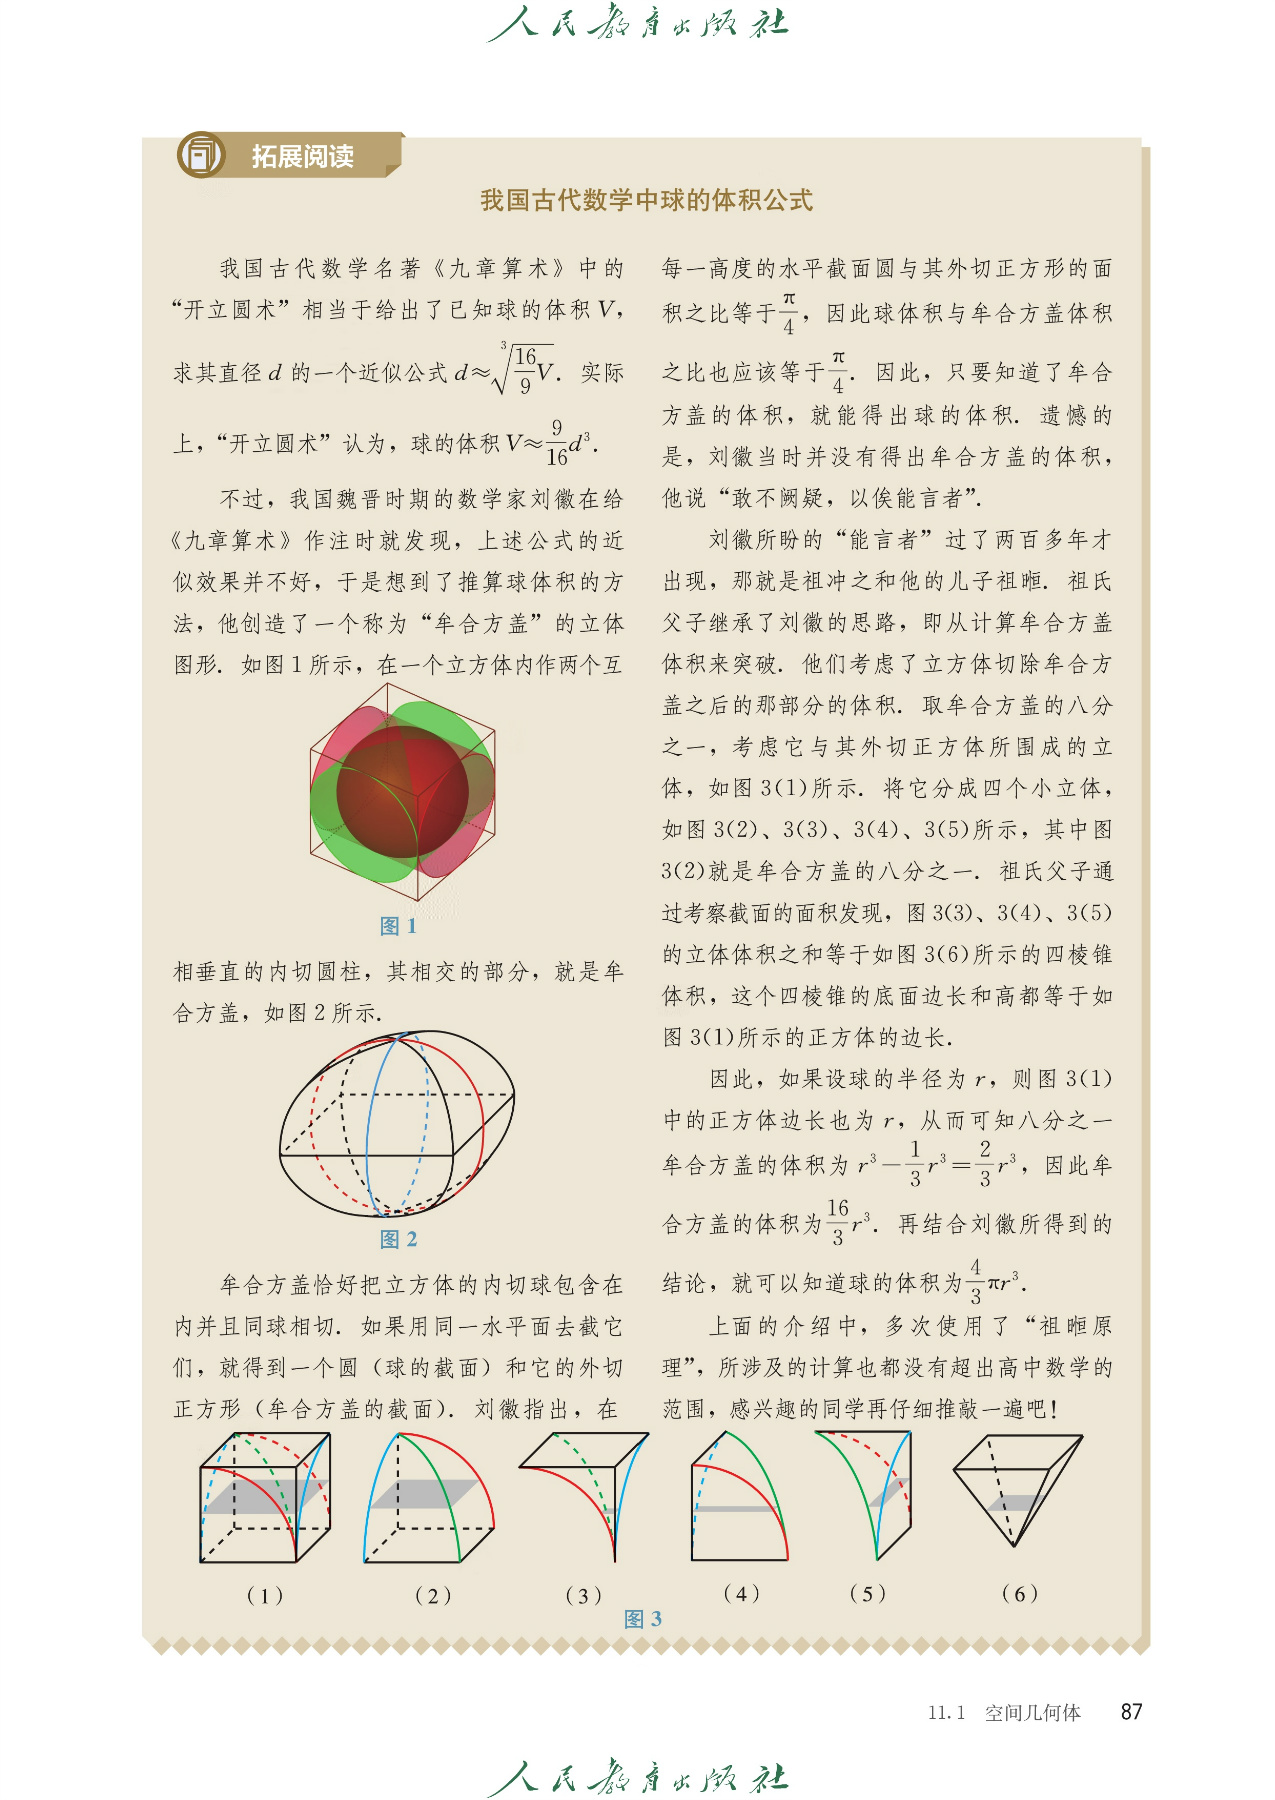 人民教育出版社
拓展阅读
我国古代数学中球的体积公式
我国古代数学名著《九章算术》中的
“开立圆术”相当于给出了已知球的体积 V，
求其直径 d 的一个近似公式 d≈∛(16/9 V)．实际
上，“开立圆术”认为，球的体积 V≈9/16 d³．
不过，我国魏晋时期的数学家刘徽在给
《九章算术》作注时就发现，上述公式的近
似效果并不好，于是想到了推算球体积的方
法，他创造了一个称为“牟合方盖”的立体
图形．如图 1 所示，在一个立方体内作两个互
图 1
相垂直的内切圆柱，其相交的部分，就是牟
合方盖，如图 2 所示．
图 2
牟合方盖恰好把立方体的内切球包含在
内并且同球相切．如果用同一水平面去截它
们，就得到一个圆（球的截面）和它的外切
正方形（牟合方盖的截面）．刘徽指出，在
每一高度的水平截面圆与其外切正方形的面
积之比等于 π/4，因此球体积与牟合方盖体积
之比也应该等于 π/4．因此，只要知道了牟合
方盖的体积，就能得出球的体积．遗憾的
是，刘徽当时并没有得出牟合方盖的体积，
他说“敢不阙疑，以俟能言者”．
刘徽所盼的“能言者”过了两百多年才
出现，那就是祖冲之和他的儿子祖暅．祖氏
父子继承了刘徽的思路，即从计算牟合方盖
体积来突破．他们考虑了立方体切除牟合方
盖之后的那部分的体积．取牟合方盖的八分
之一，考虑它与其外切正方体所围成的立
体，如图 3(1)所示．将它分成四个小立体，
如图 3(2)、3(3)、3(4)、3(5)所示，其中图
3(2)就是牟合方盖的八分之一．祖氏父子通
过考察截面的面积发现，图 3(3)、3(4)、3(5)
的立体体积之和等于如图 3(6)所示的四棱锥
体积，这个四棱锥的底面边长和高都等于如
图 3(1)所示的正方体的边长．
因此，如果设球的半径为 r，则图 3(1)
中的正方体边长也为 r，从而可知八分之一
牟合方盖的体积为 r³－1/3 r³＝2/3 r³，因此牟
合方盖的体积为 16/3 r³．再结合刘徽所得到的
结论，就可以知道球的体积为 4/3 πr³．
上面的介绍中，多次使用了“祖暅原
理”，所涉及的计算也都没有超出高中数学的
范围，感兴趣的同学再仔细推敲一遍吧！
（1） （2） （3） （4） （5） （6）
图 3
11.1 空间几何体 87
人民教育出版社